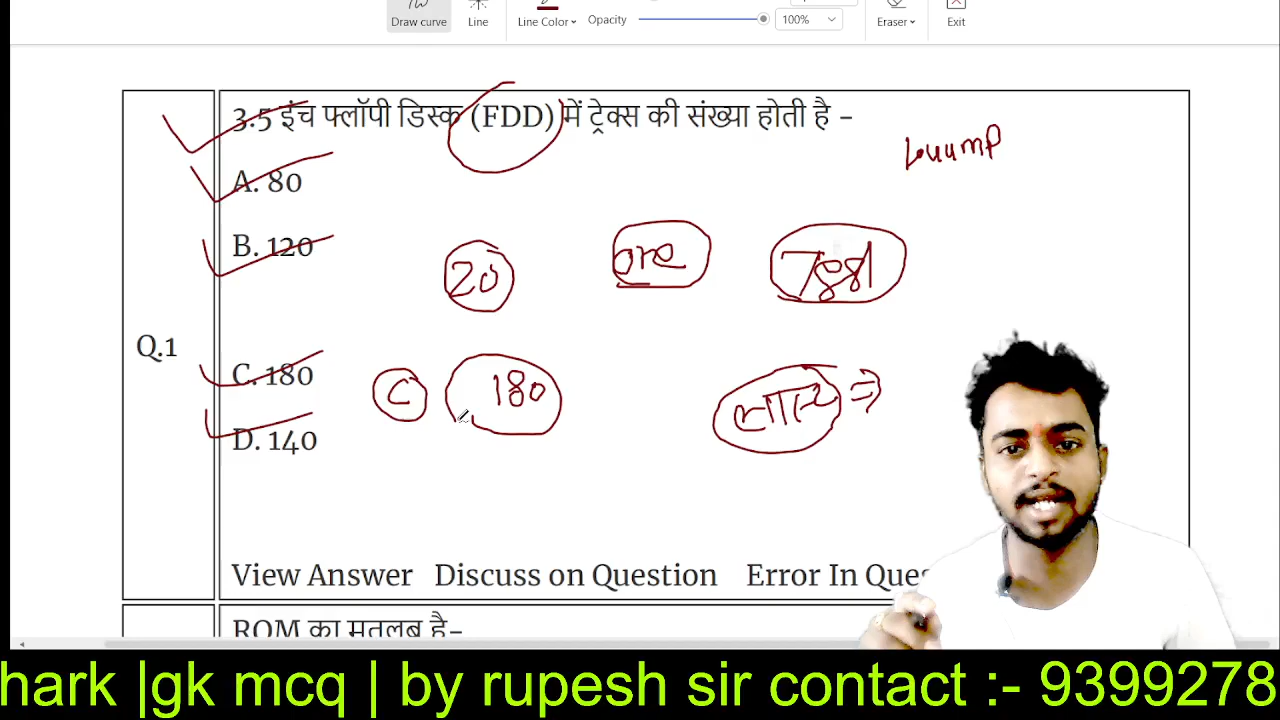 Draw curve Line Line Color Opacity 100% Eraser Exit
3.5 इंच फ्लॉपी डिस्क (FDD) में ट्रेक्स की संख्या होती है -
A. 80
B. 120
20
Q.1
C. 180
C 180
D. 140
View Answer Discuss on Question Error In Ques
ROM का मतलब है-
hark |gk mcq | by rupesh sir contact :- 9399278